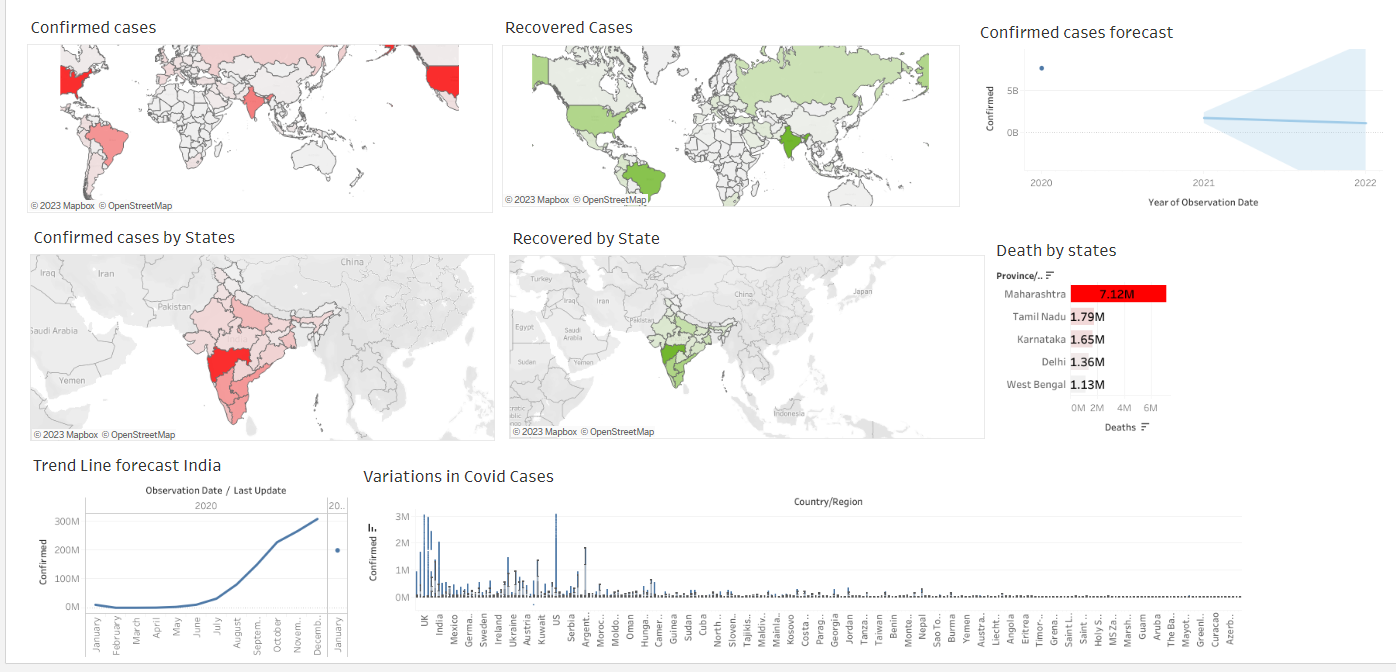 Confirmed cases
© 2023 Mapbox © OpenStreetMap
Recovered Cases
© 2023 Mapbox © OpenStreetMap
Confirmed cases forecast
Confirmed
5B
0B
2020
2021
2022
Year of Observation Date
Confirmed cases by States
Iraq
Iran
China
Pakistan
Saudi Arabia
Yemen
© 2023 Mapbox © OpenStreetMap
Recovered by State
Turkey
Iraq
Iran
China
Japan
Pakistan
Egypt
Saudi
Arabia
Sudan
Yemen
Indonesia
© 2023 Mapbox © OpenStreetMap
Death by states
Province/..
Maharashtra 7.12M
Tamil Nadu 1.79M
Karnataka 1.65M
Delhi 1.36M
West Bengal 1.13M
0M 2M 4M 6M
Deaths
Trend Line forecast India
Observation Date / Last Update
2020
20..
Confirmed
300M
200M
100M
0M
January
February
March
April
May
June
July
August
Septem..
October
Novem..
Decemb..
January
Variations in Covid Cases
Country/Region
Confirmed
3M
2M
1M
0M
UK
India
Mexico
Germa..
Sweden
Ireland
Ukraine
Austria
Kuwait
US
Serbia
Argent..
Moroc..
Moldo..
Oman
Hunga..
Camer..
Guinea
Sudan
Cuba
North ..
Sloven..
Tajikis..
Maldiv..
Mainla..
Kosovo
Costa ..
Parag..
Georgia
Jordan
Tanza..
Taiwan
Benin
Monte..
Nepal
Sao To..
Burma
Yemen
Austra..
Liecht..
Angola
Eritrea
Timor-..
Grena..
Saint L..
Saint ..
Holy S..
MS Za..
Marsh..
Guam
Aruba
The Ba..
Mayot..
Greenl..
Curacao
Azerb..